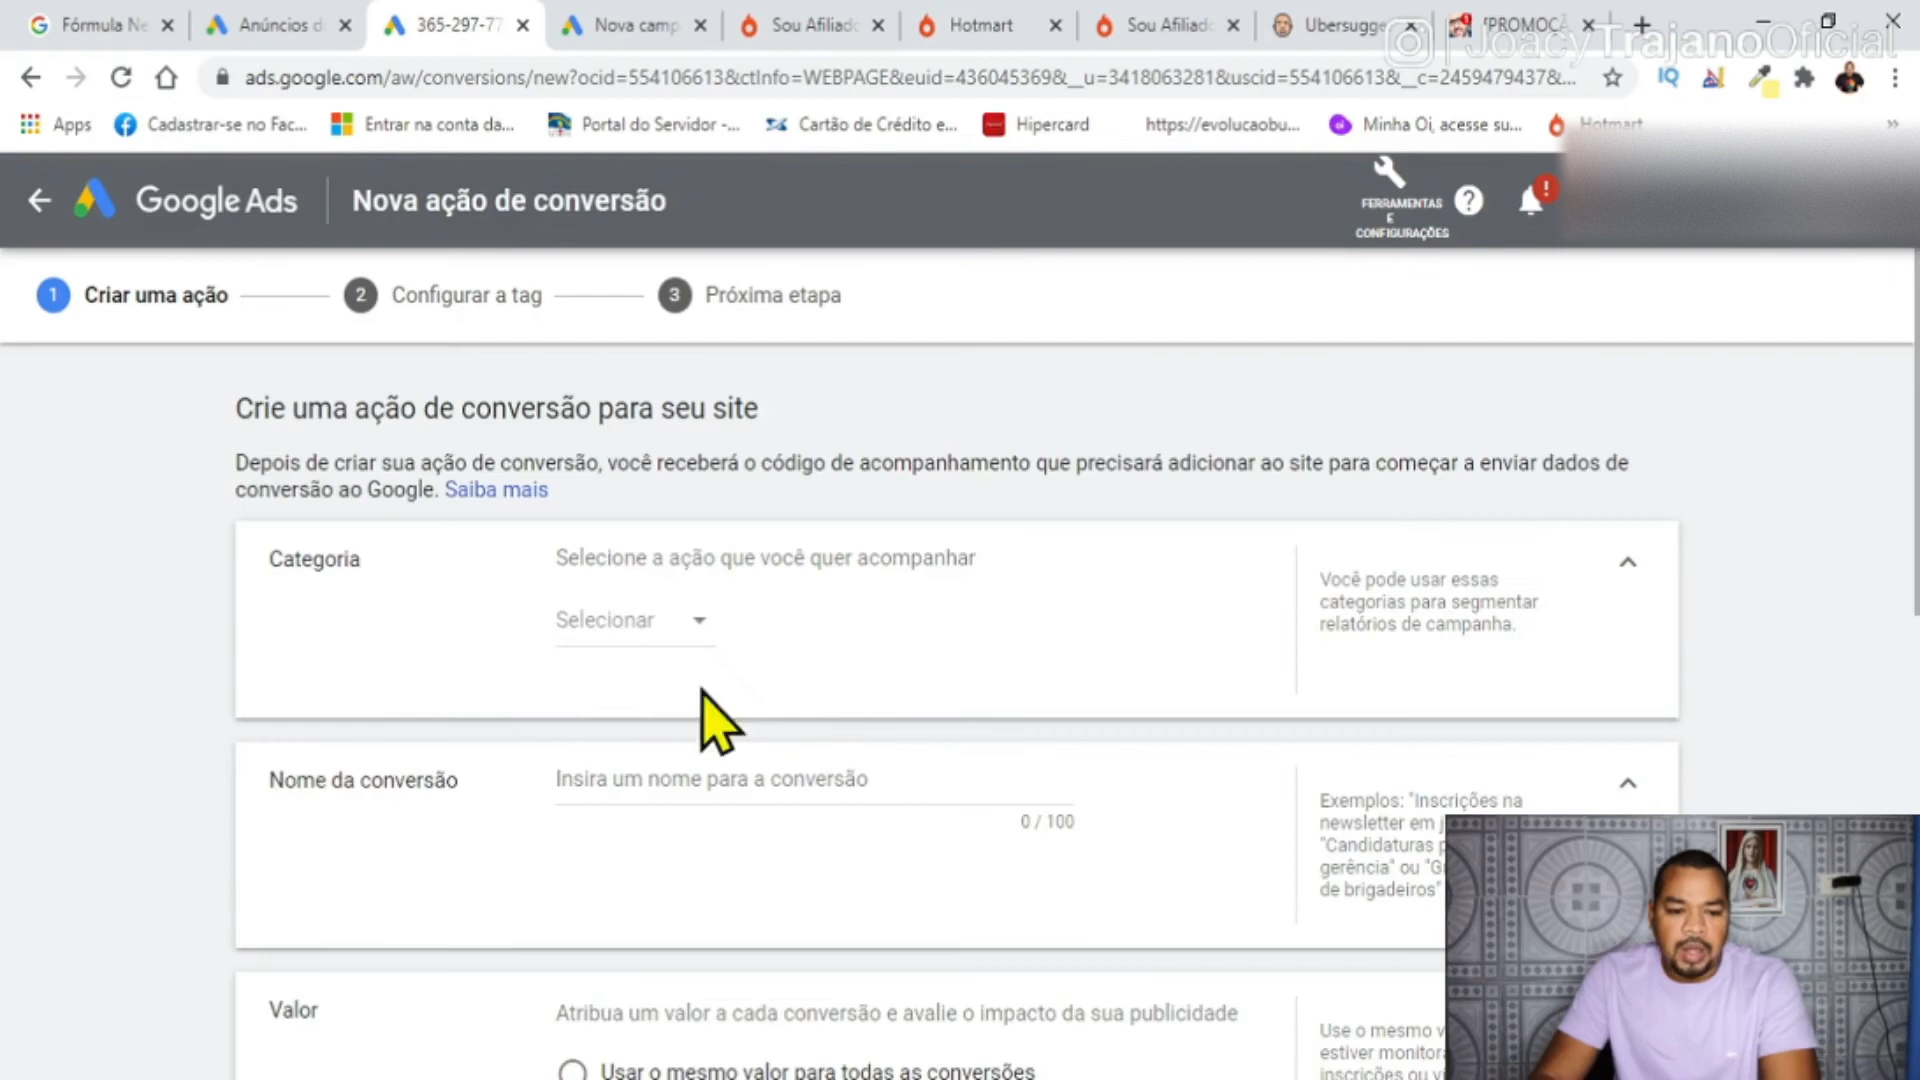 Fórmula Ne
Anúncios d
365-297-77
Nova camp
Sou Afiliado
Hotmart
Sou Afiliado
Ubersugge
JoacyTrajanoOficial
ads.google.com/aw/conversions/new?ocid=554106613&ctInfo=WEBPAGE&euid=436045369&__u=3418063281&uscid=554106613&__c=2459479437&...
IQ
Apps
Cadastrar-se no Fac...
Entrar na conta da...
Portal do Servidor -...
Cartão de Crédito e...
Hipercard
https://evolucaobu...
Minha Oi, acesse su...
Hotmart
Google Ads
Nova ação de conversão
FERRAMENTAS
E
CONFIGURAÇÕES
1 Criar uma ação
2 Configurar a tag
3 Próxima etapa
Crie uma ação de conversão para seu site
Depois de criar sua ação de conversão, você receberá o código de acompanhamento que precisará adicionar ao site para começar a enviar dados de
conversão ao Google. Saiba mais
Categoria
Selecione a ação que você quer acompanhar
Selecionar
Você pode usar essas
categorias para segmentar
relatórios de campanha.
Nome da conversão
Insira um nome para a conversão
0 / 100
Exemplos: "Inscrições na
newsletter em j
"Candidaturas p
gerência" ou "G
de brigadeiros"
Valor
Atribua um valor a cada conversão e avalie o impacto da sua publicidade
Usar o mesmo valor para todas as conversões
Use o mesmo v
estiver monitora
inscrições ou vi